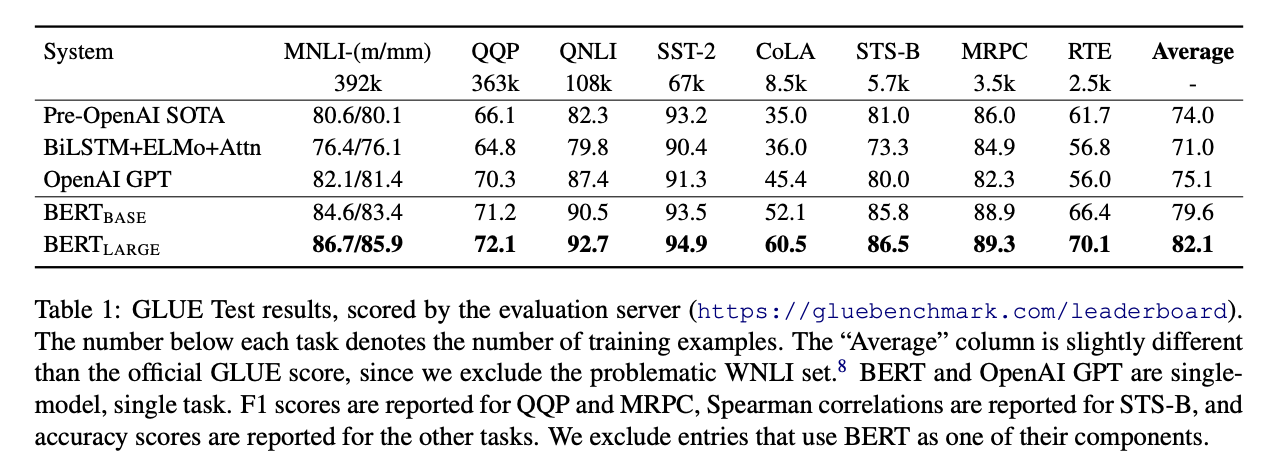 System MNLI-(m/mm) QQP QNLI SST-2 CoLA STS-B MRPC RTE Average
392k 363k 108k 67k 8.5k 5.7k 3.5k 2.5k -
Pre-OpenAI SOTA 80.6/80.1 66.1 82.3 93.2 35.0 81.0 86.0 61.7 74.0
BiLSTM+ELMo+Attn 76.4/76.1 64.8 79.8 90.4 36.0 73.3 84.9 56.8 71.0
OpenAI GPT 82.1/81.4 70.3 87.4 91.3 45.4 80.0 82.3 56.0 75.1
BERTBASE 84.6/83.4 71.2 90.5 93.5 52.1 85.8 88.9 66.4 79.6
BERTLARGE 86.7/85.9 72.1 92.7 94.9 60.5 86.5 89.3 70.1 82.1
Table 1: GLUE Test results, scored by the evaluation server (https://gluebenchmark.com/leaderboard).
The number below each task denotes the number of training examples. The “Average” column is slightly different
than the official GLUE score, since we exclude the problematic WNLI set.8 BERT and OpenAI GPT are single-
model, single task. F1 scores are reported for QQP and MRPC, Spearman correlations are reported for STS-B, and
accuracy scores are reported for the other tasks. We exclude entries that use BERT as one of their components.